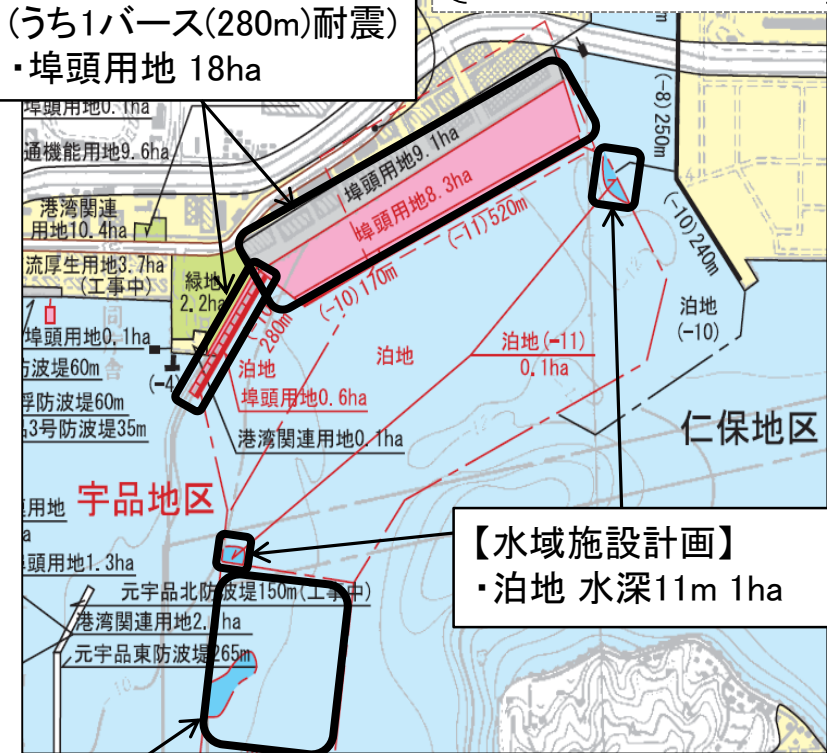 (うち1バース(280m)耐震)
・埠頭用地 18ha
埠頭用地0.1ha
通機能用地9.6ha
港湾関連
用地10.4ha
流厚生用地3.7ha
(工事中)
緑地
2.2ha
埠頭用地0.1ha
防波堤60m
浮防波堤60m
3号防波堤35m
(-4)
埠頭用地9.1ha
埠頭用地8.3ha
(-11)520m
(-10)170m
280m
(-8)250m
(-10)240m
泊地
(-10)
泊地(-11)
0.1ha
泊地
泊地
埠頭用地0.6ha
港湾関連用地0.1ha
仁保地区
宇品地区
用地
頭用地1.3ha
元宇品北防波堤150m(工事中)
港湾関連用地2.
元宇品東防波堤265m
10
【水域施設計画】
・泊地 水深11m 1ha